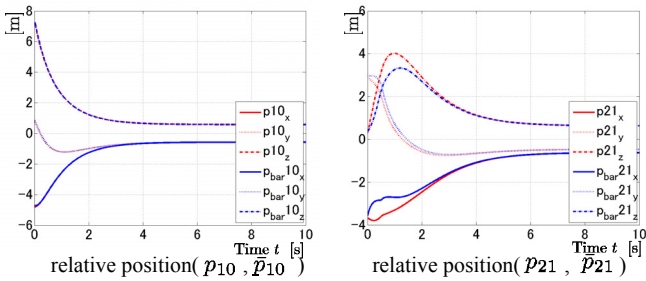 [m]
8
6
4
2
0
-2
-4
-6
0 2 4 6 8 10
p10x
p10y
p10z
pbar10x
pbar10y
pbar10z
Time t [s]
relative position( p10 , p̄10 )
[m]
6
4
2
0
-2
-4
0 2 4 6 8 10
p21x
p21y
p21z
pbar21x
pbar21y
pbar21z
Time t [s]
relative position( p21 , p̄21 )